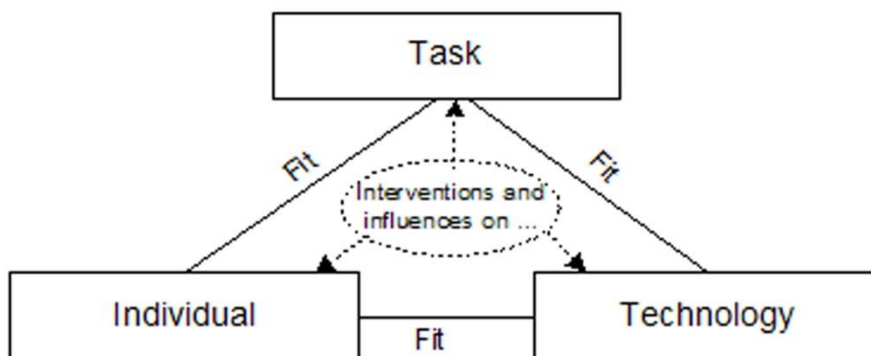 Task
Fit
Fit
Interventions and
influences on ...
Individual
Technology
Fit